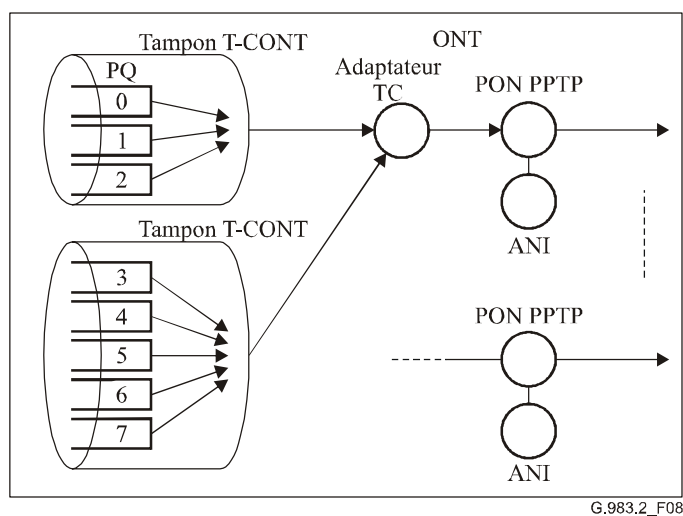 Tampon T-CONT
ONT
PQ
Adaptateur
TC
PON PPTP
0
1
2
ANI
Tampon T-CONT
3
4
5
6
7
PON PPTP
ANI
G.983.2_F08